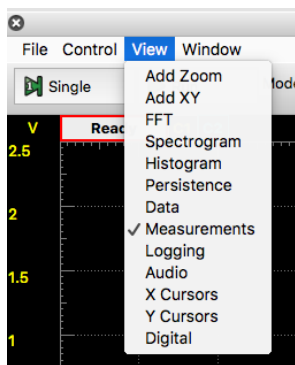 File Control View Window
Single
Mod
V
Read
2.5
2
1.5
1
Add Zoom
Add XY
FFT
Spectrogram
Histogram
Persistence
Data
✓ Measurements
Logging
Audio
X Cursors
Y Cursors
Digital